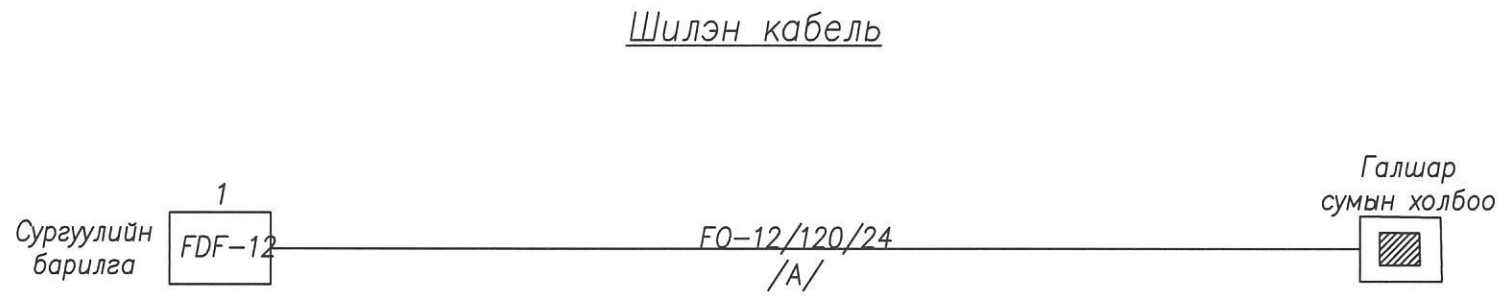 Шилэн кабель
1
Сургуулийн
барилга
FDF-12
FO-12/120/24
/А/
Галшар
сумын холбоо